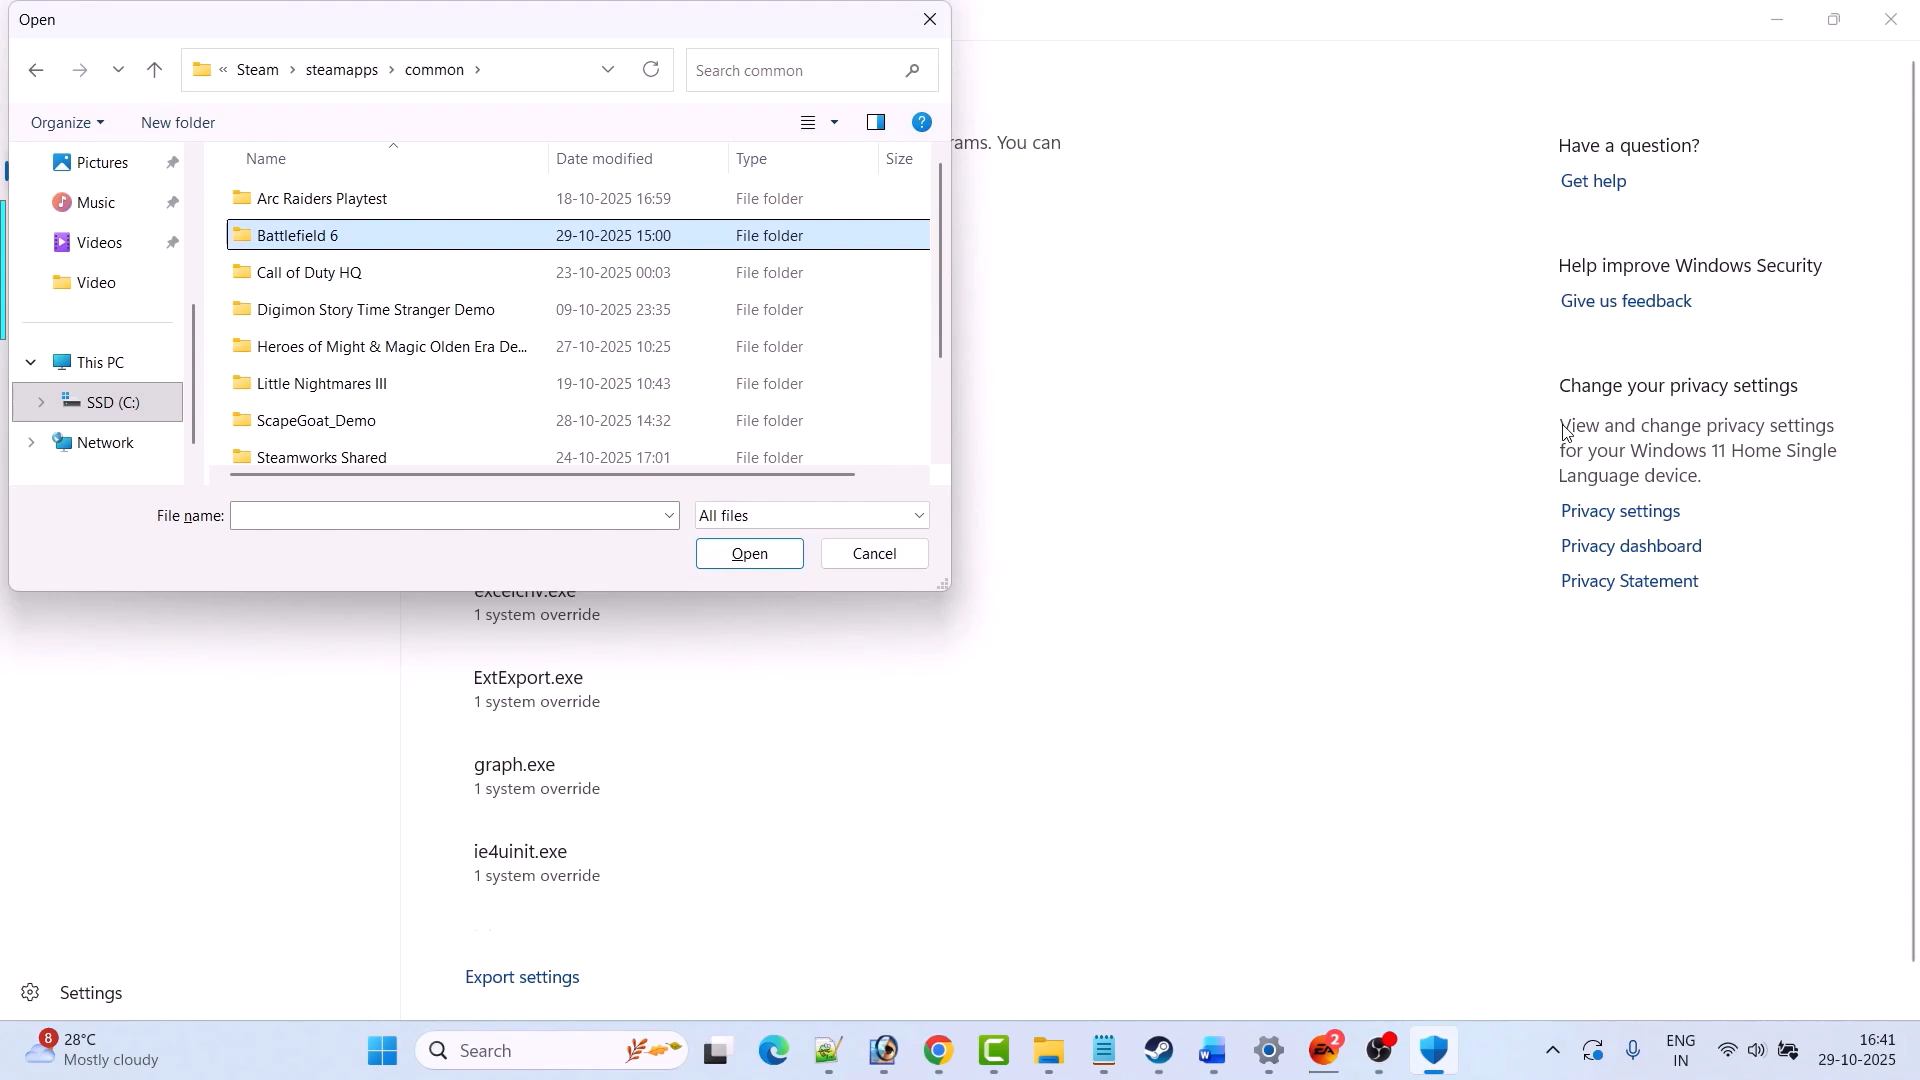 Open
« Steam › steamapps › common ›
Search common
Organize
New folder
?
Pictures
Music
Videos
Video
This PC
SSD (C:)
Network
Name Date modified Type Size
Arc Raiders Playtest 18-10-2025 16:59 File folder
Battlefield 6 29-10-2025 15:00 File folder
Call of Duty HQ 23-10-2025 00:03 File folder
Digimon Story Time Stranger Demo 09-10-2025 23:35 File folder
Heroes of Might & Magic Olden Era De... 27-10-2025 10:25 File folder
Little Nightmares III 19-10-2025 10:43 File folder
ScapeGoat_Demo 28-10-2025 14:32 File folder
Steamworks Shared 24-10-2025 17:01 File folder
File name:
All files
Open
Cancel
rams. You can
excelcnv.exe
1 system override
ExtExport.exe
1 system override
graph.exe
1 system override
ie4uinit.exe
1 system override
Export settings
Settings
Have a question?
Get help
Help improve Windows Security
Give us feedback
Change your privacy settings
View and change privacy settings
for your Windows 11 Home Single
Language device.
Privacy settings
Privacy dashboard
Privacy Statement
8
28°C
Mostly cloudy
Search
EA
2
ENG
IN
16:41
29-10-2025